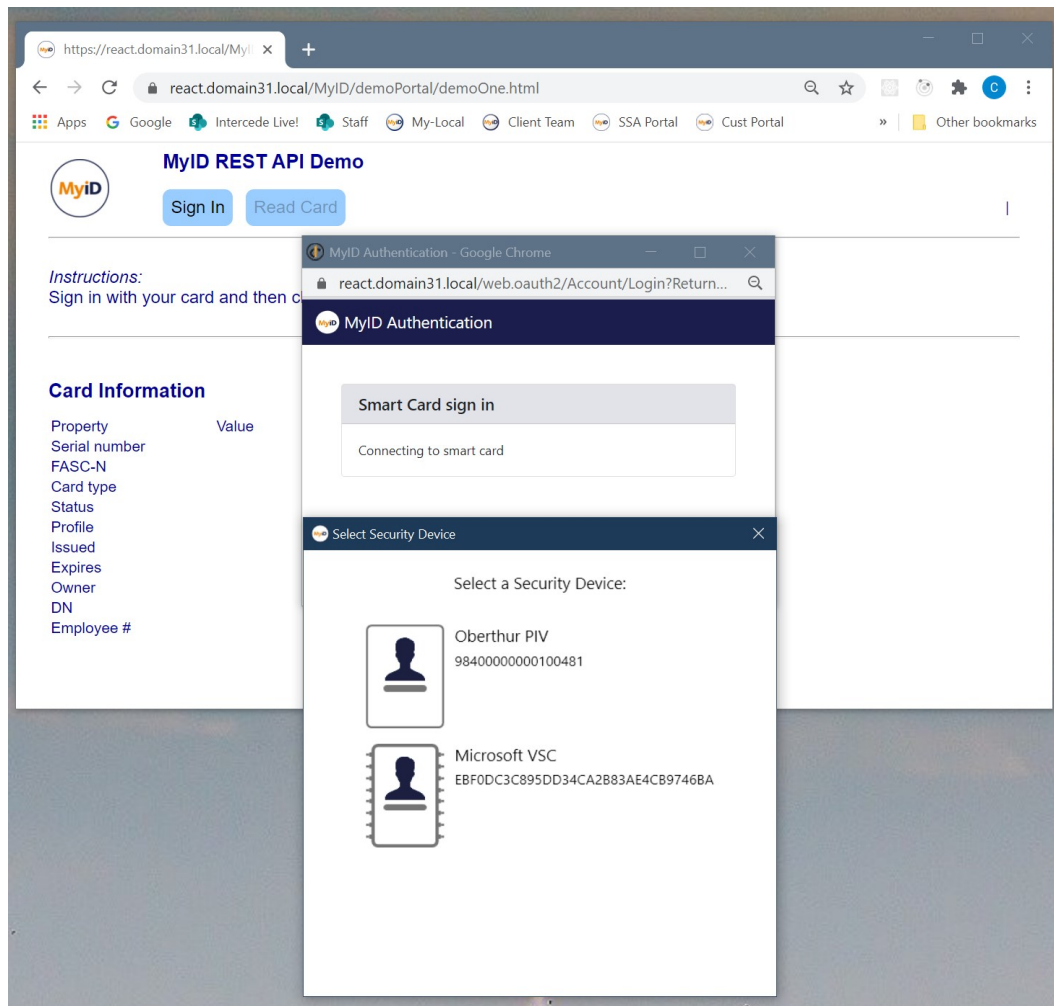 https://react.domain31.local/Myl
react.domain31.local/MyID/demoPortal/demoOne.html
C
Apps Google Intercede Live! Staff My-Local Client Team SSA Portal Cust Portal » Other bookmarks
MyiD
MyID REST API Demo
Sign In Read Card
|
Instructions:
Sign in with your card and then c
Card Information
Property Value
Serial number
FASC-N
Card type
Status
Profile
Issued
Expires
Owner
DN
Employee #
MyID Authentication - Google Chrome
react.domain31.local/web.oauth2/Account/Login?Return...
MyID Authentication
Smart Card sign in
Connecting to smart card
Select Security Device
Select a Security Device:
Oberthur PIV
98400000000100481
Microsoft VSC
EBF0DC3C895DD34CA2B83AE4CB9746BA